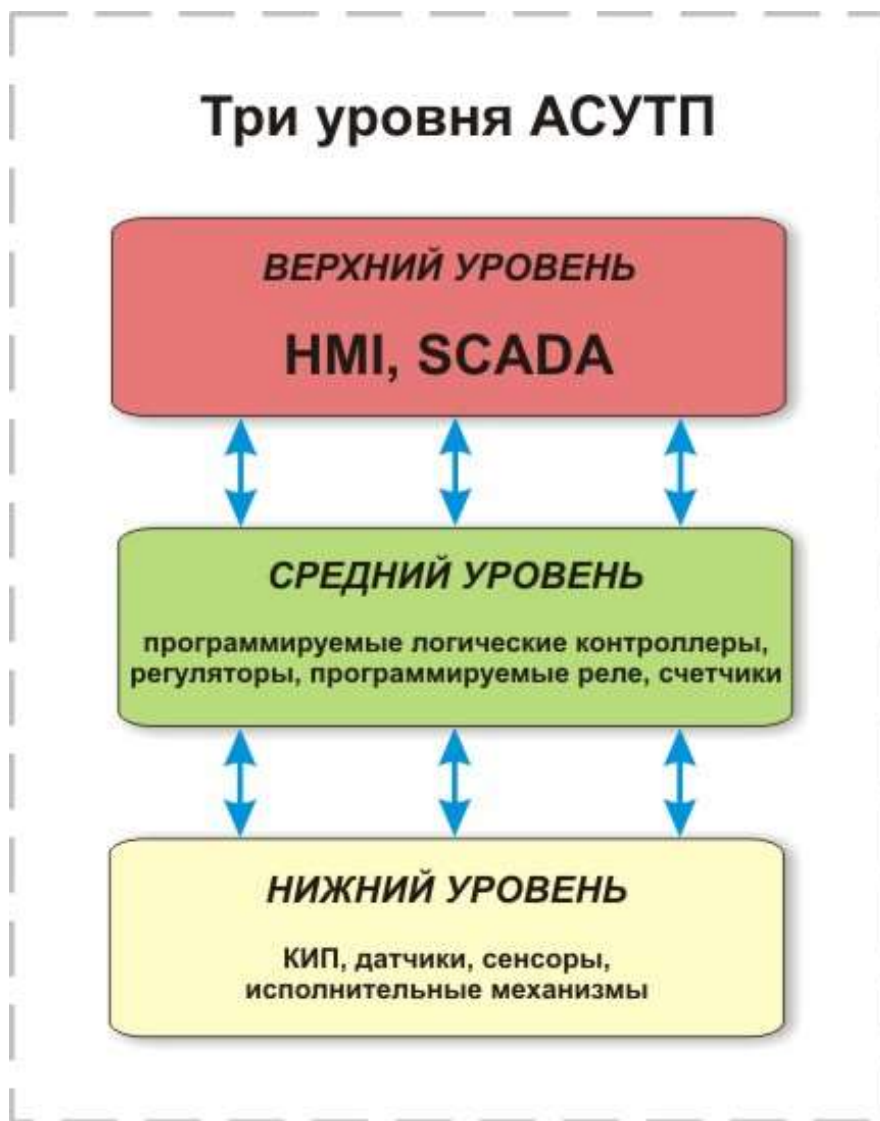 Три уровня АСУТП
ВЕРХНИЙ УРОВЕНЬ
HMI, SCADA
СРЕДНИЙ УРОВЕНЬ
программируемые логические контроллеры,
регуляторы, программируемые реле, счетчики
НИЖНИЙ УРОВЕНЬ
КИП, датчики, сенсоры,
исполнительные механизмы